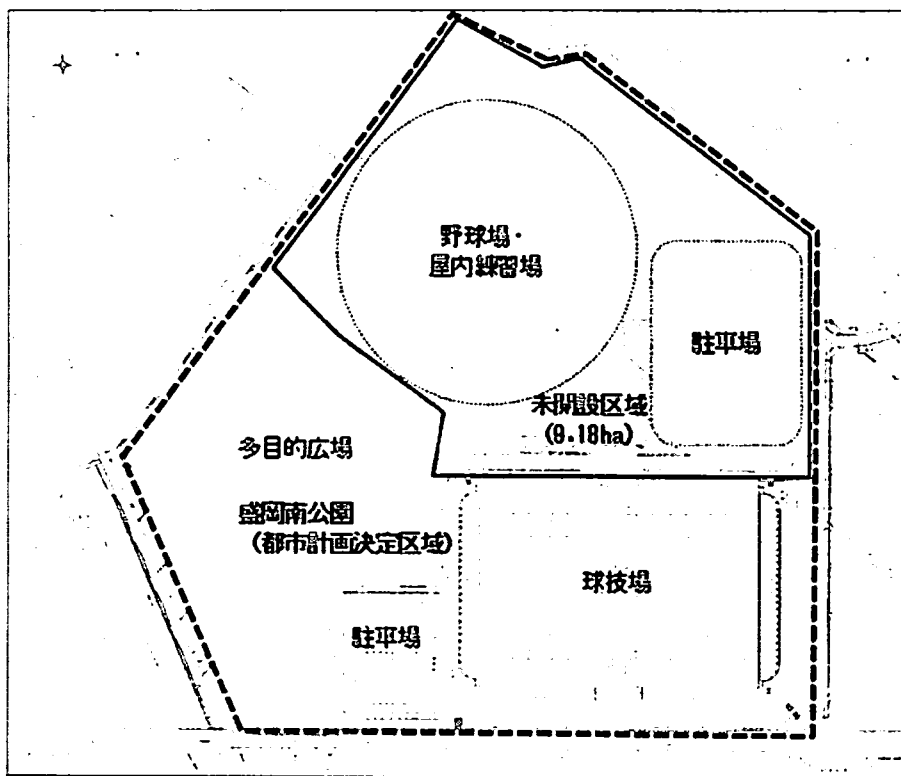 野球場・
屋内練習場
駐車場
未開設区域
(9.18ha)
多目的広場
盛岡南公園
(都市計画決定区域)
球技場
駐車場